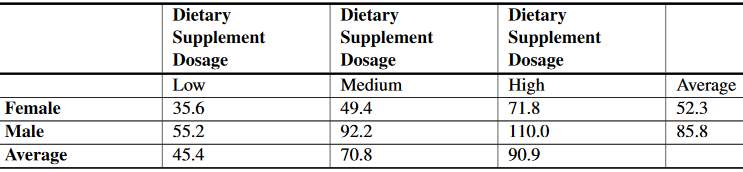 Dietary Supplement Dosage Dietary Supplement Dosage Dietary Supplement Dosage
Low Medium High Average
Female 35.6 49.4 71.8 52.3
Male 55.2 92.2 110.0 85.8
Average 45.4 70.8 90.9